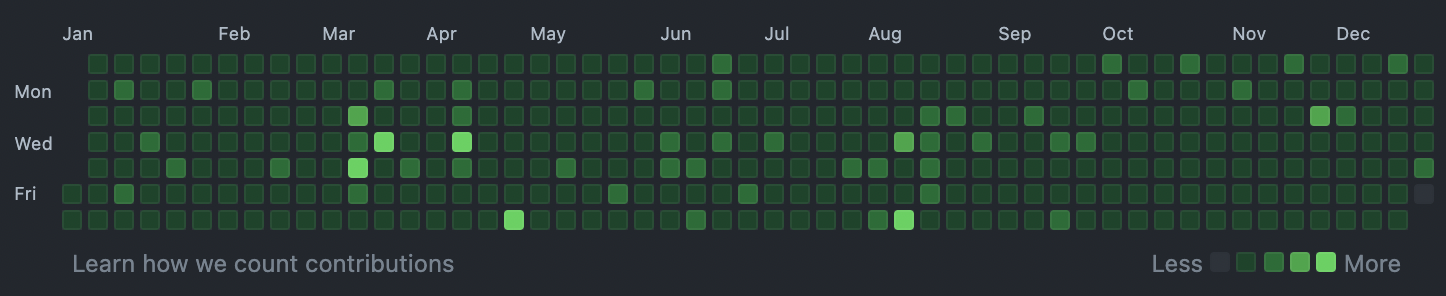 Jan Feb Mar Apr May Jun Jul Aug Sep Oct Nov Dec
Mon
Wed
Fri
Learn how we count contributions Less More